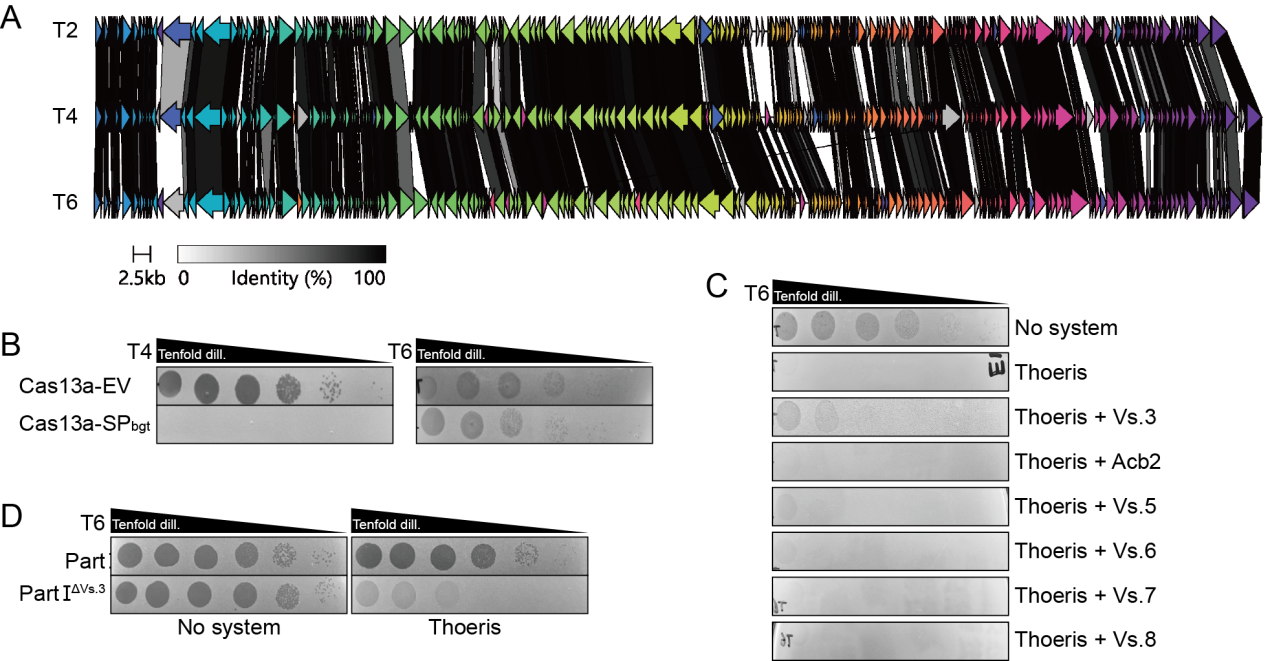 A
T2
T4
T6
2.5kb 0 Identity (%) 100
B
T4 Tenfold dill.
T6 Tenfold dill.
Cas13a-EV
Cas13a-SPbgt
C
T6 Tenfold dill.
No system
Thoeris
Thoeris + Vs.3
Thoeris + Acb2
Thoeris + Vs.5
Thoeris + Vs.6
Thoeris + Vs.7
Thoeris + Vs.8
D
T6 Tenfold dill. Tenfold dill.
Part I
Part I^ΔVs.3
No system Thoeris